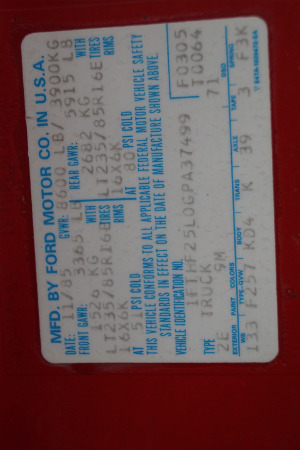 MFD. BY FORD MOTOR CO. IN U.S.A.
DATE: 11/85 GVWR: 8600 LB/ 3900KG
FRONT GAWR: 3365 LB REAR GAWR: 5915 LB
1526 KG WITH 2682 KG WITH
LT235/85R16E TIRES LT235/85R16E TIRES
16X6K RIMS 16X6K RIMS
AT 51 PSI COLD AT 80 PSI COLD
THIS VEHICLE CONFORMS TO ALL APPLICABLE FEDERAL MOTOR VEHICLE SAFETY
STANDARDS IN EFFECT ON THE DATE OF MANUFACTURE SHOWN ABOVE.
VEHICLE IDENTIFICATION NO. F0305
1FTHF25L0GPA37499 T0064
TYPE TRUCK 71
2E 9M DSO
EXTERIOR PAINT COLORS
WB TYPE-GVW BODY TRANS AXLE TAPE SPRING
133 F257 KD4 K 39 3 F3K